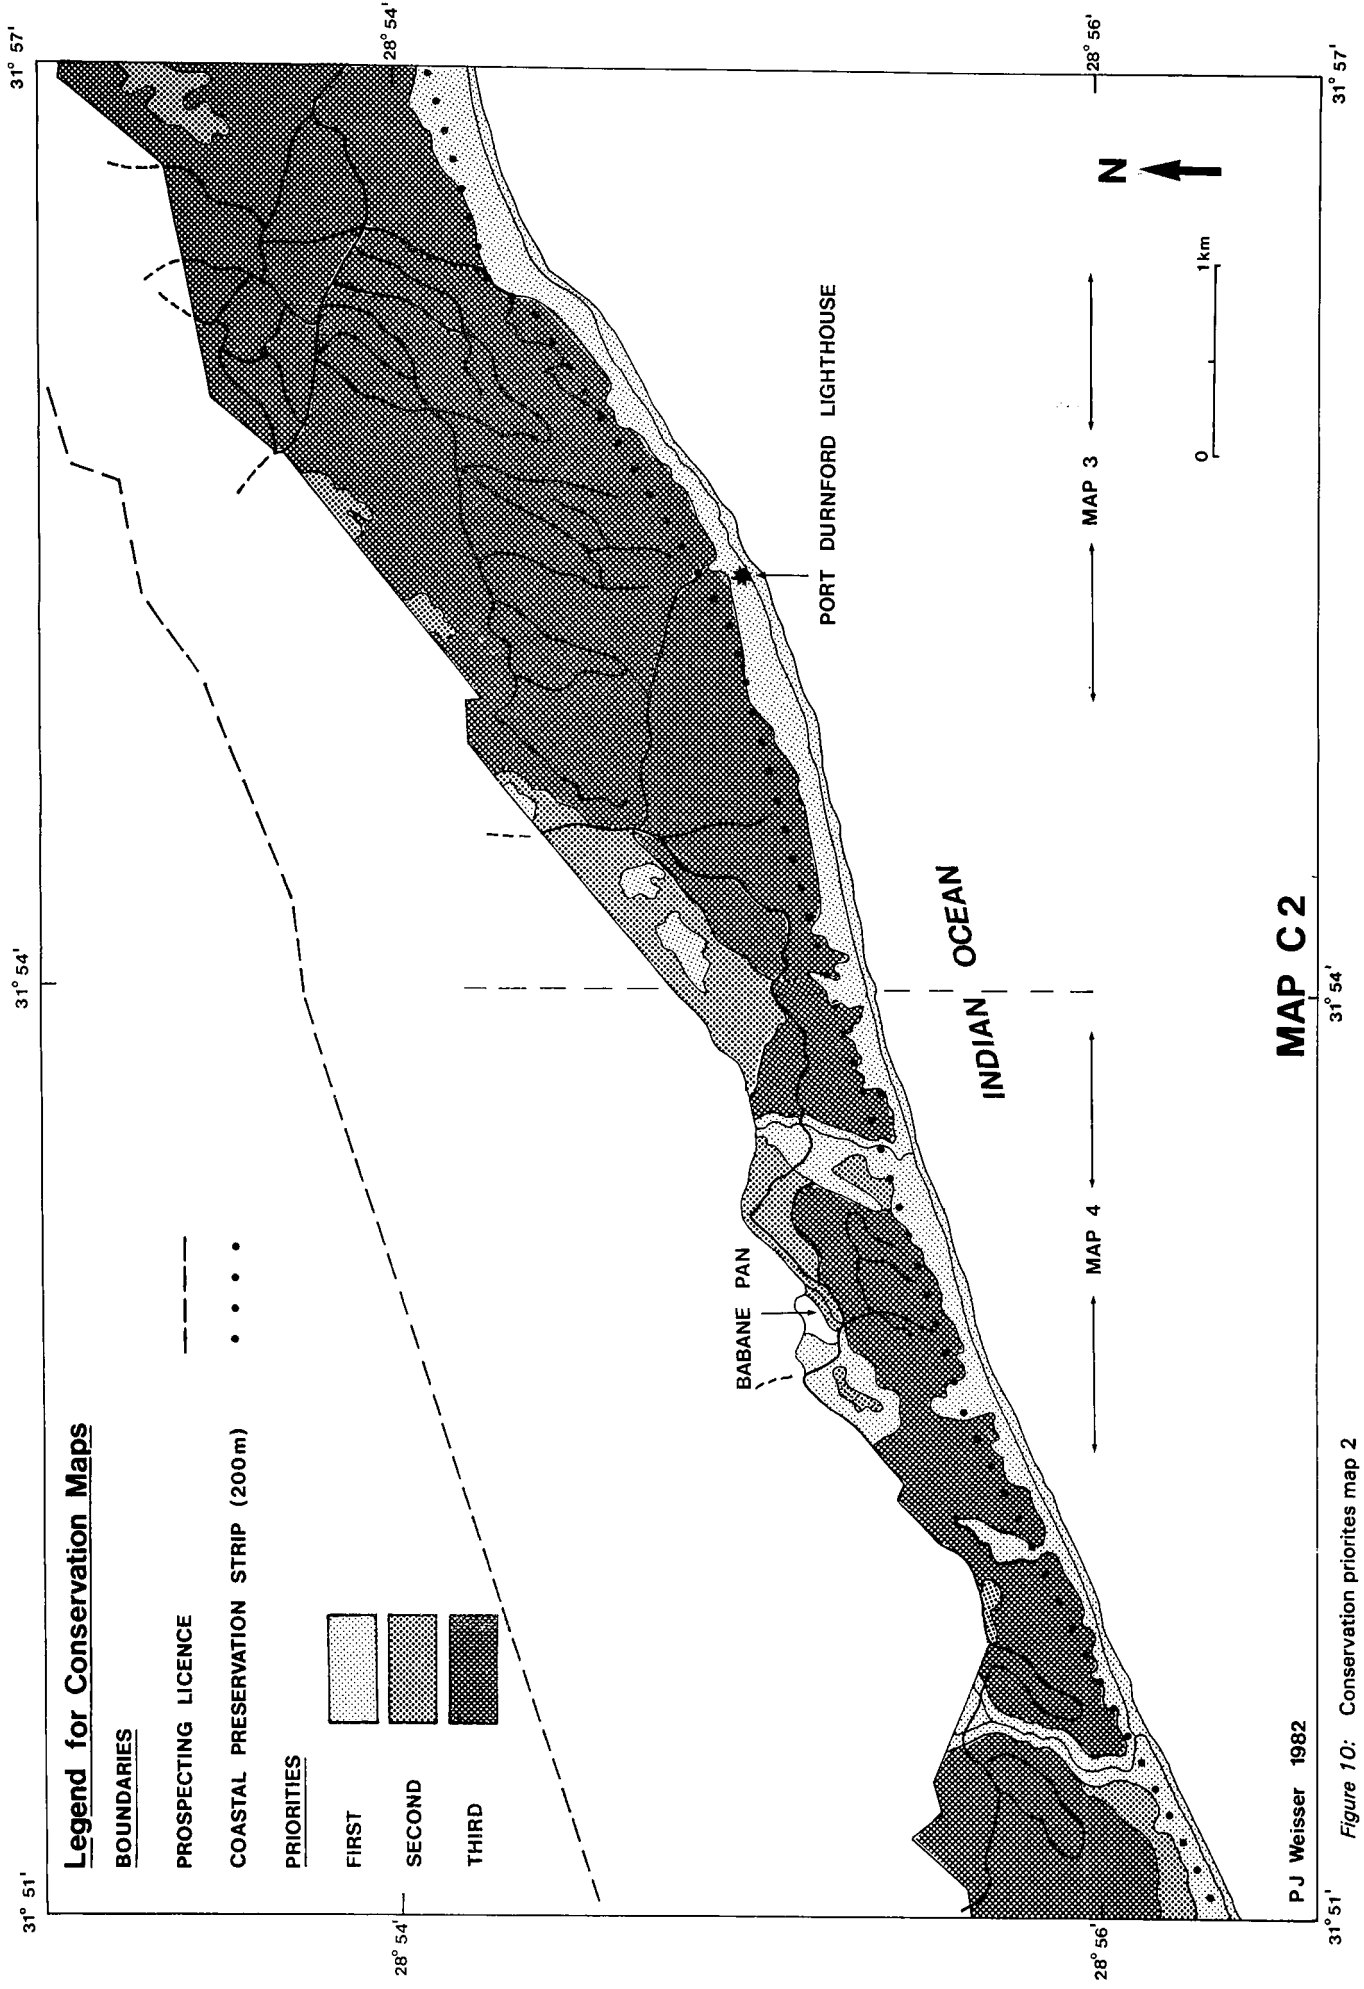 31° 51'
31° 54'
31° 57'
Legend for Conservation Maps
BOUNDARIES
PROSPECTING LICENCE
COASTAL PRESERVATION STRIP (200m)
PRIORITIES
FIRST
SECOND
THIRD
28° 54'
28° 54'
BABANE PAN
PORT DURNFORD LIGHTHOUSE
INDIAN OCEAN
MAP 4
MAP 3
28° 56'
28° 56'
N
0 1km
PJ Weisser 1982
MAP C2
31° 51'
31° 54'
31° 57'
Figure 10: Conservation priorites map 2